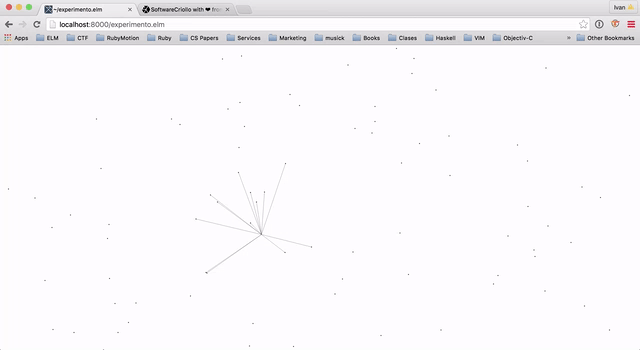 ~/experimento.elm
SoftwareCriollo with ❤ from
Ivan
localhost:8000/experimento.elm
Apps ELM CTF RubyMotion Ruby CS Papers Services Marketing musick Books Clases Haskell VIM Objectiv-C » Other Bookmarks